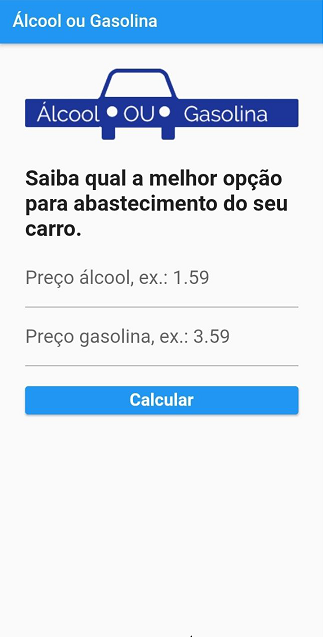 Álcool ou Gasolina
Álcool OU Gasolina
Saiba qual a melhor opção
para abastecimento do seu
carro.
Preço álcool, ex.: 1.59
Preço gasolina, ex.: 3.59
Calcular